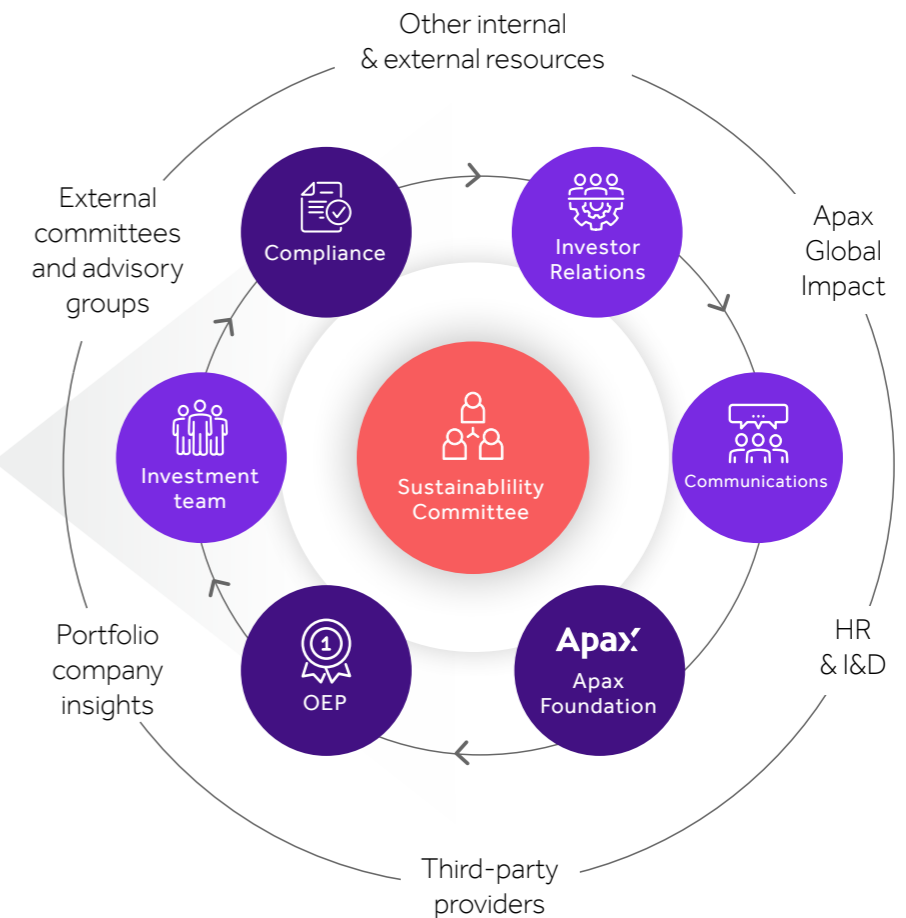 Other internal
& external resources
External
committees
and advisory
groups
Apax
Global
Impact
Compliance
Investor
Relations
Investment
team
Sustainablility
Committee
...
Communications
Portfolio
company
insights
1
OEP
Apax
Apax
Foundation
HR
& I&D
Third-party
providers